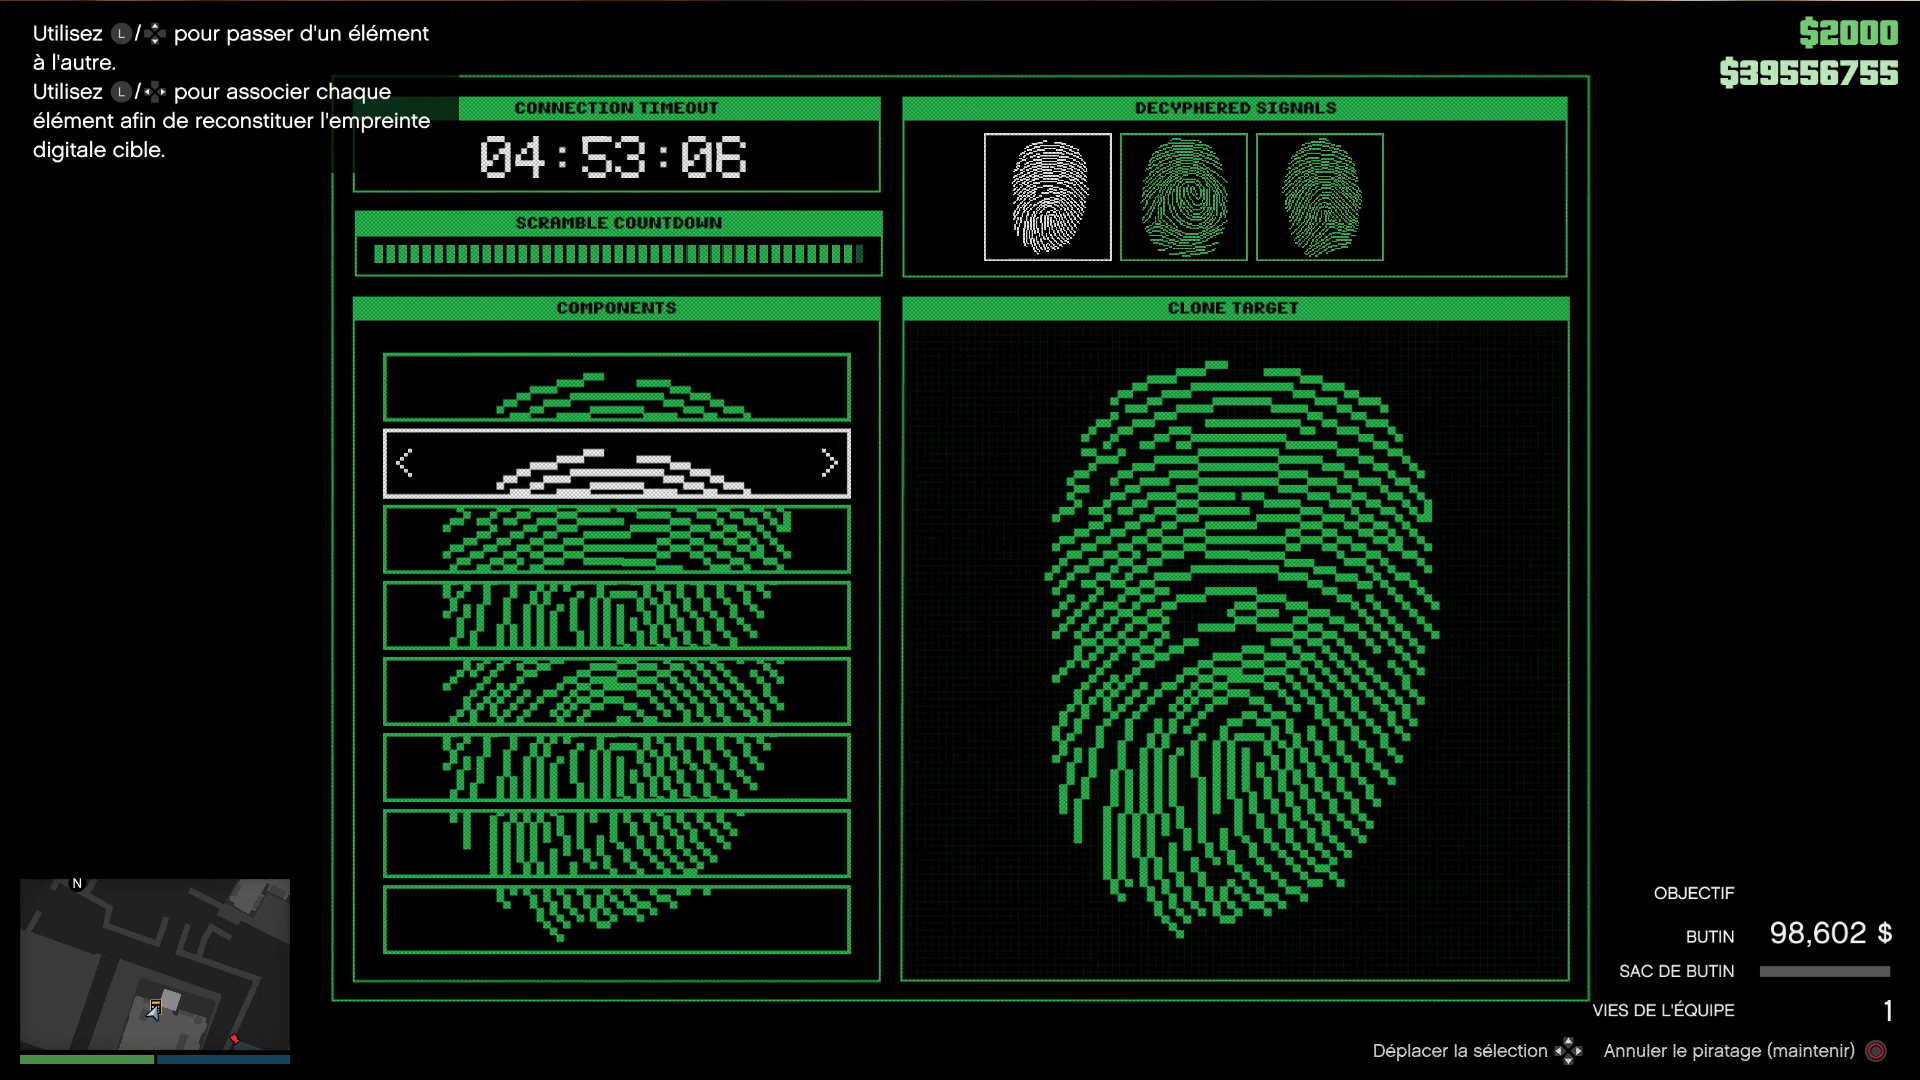 Utilisez L/ pour passer d'un élément
à l'autre.
Utilisez L/ pour associer chaque
élément afin de reconstituer l'empreinte
digitale cible.
$2000
$39556755
CONNECTION TIMEOUT
04:53:06
DECYPHERED SIGNALS
SCRAMBLE COUNTDOWN
COMPONENTS
CLONE TARGET
N
OBJECTIF
BUTIN 98,602 $
SAC DE BUTIN
VIES DE L'ÉQUIPE 1
Déplacer la sélection Annuler le piratage (maintenir)